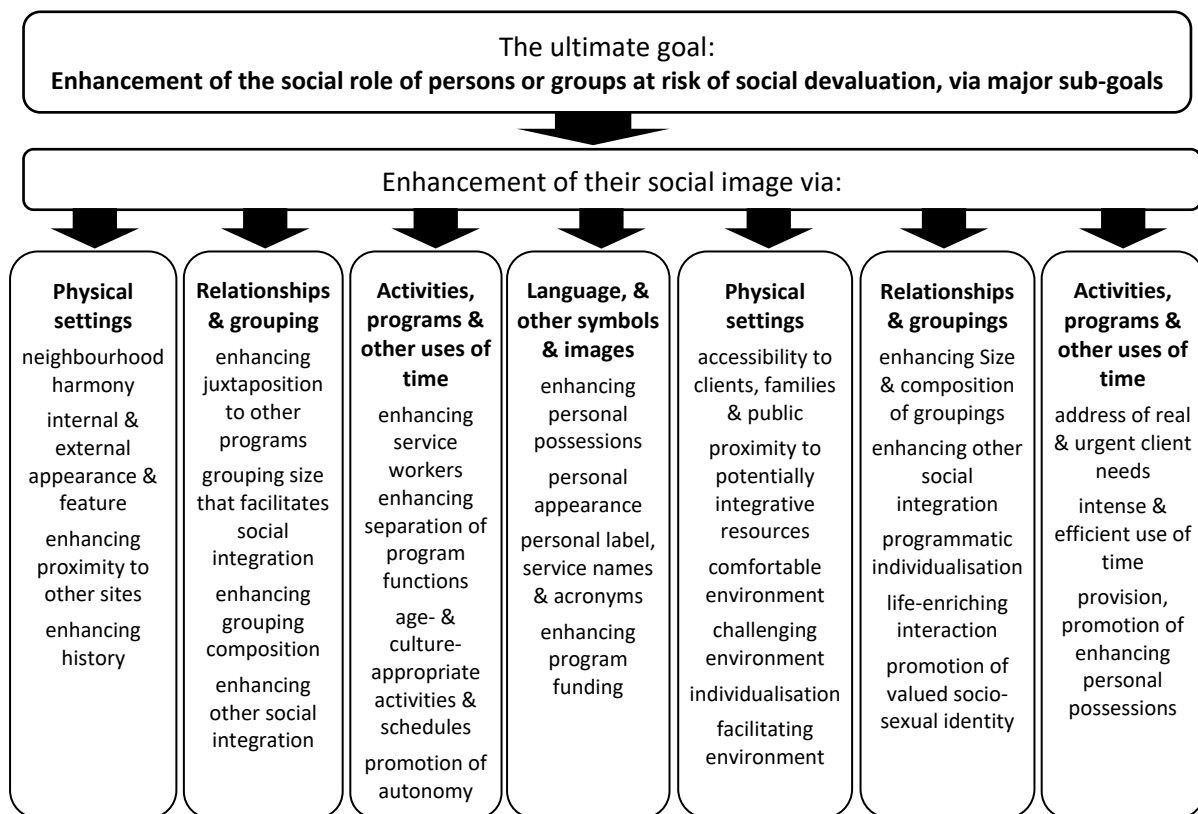 The ultimate goal:
Enhancement of the social role of persons or groups at risk of social devaluation, via major sub-goals
Enhancement of their social image via:
Physical
settings
neighbourhood
harmony
internal &
external
appearance &
feature
enhancing
proximity to
other sites
enhancing
history
Relationships
& grouping
enhancing
juxtaposition
to other
programs
grouping size
that facilitates
social
integration
enhancing
grouping
composition
enhancing
other social
integration
Activities,
programs &
other uses of
time
enhancing
service
workers
enhancing
separation of
program
functions
age- &
culture-
appropriate
activities &
schedules
promotion of
autonomy
Language, &
other symbols
& images
enhancing
personal
possessions
personal
appearance
personal label,
service names
& acronyms
enhancing
program
funding
Physical
settings
accessibility to
clients, families
& public
proximity to
potentially
integrative
resources
comfortable
environment
challenging
environment
individualisation
facilitating
environment
Relationships
& groupings
enhancing Size
& composition
of groupings
enhancing other
social
integration
programmatic
individualisation
life-enriching
interaction
promotion of
valued socio-
sexual identity
Activities,
programs &
other uses of
time
address of real
& urgent client
needs
intense &
efficient use of
time
provision,
promotion of
enhancing
personal
possessions